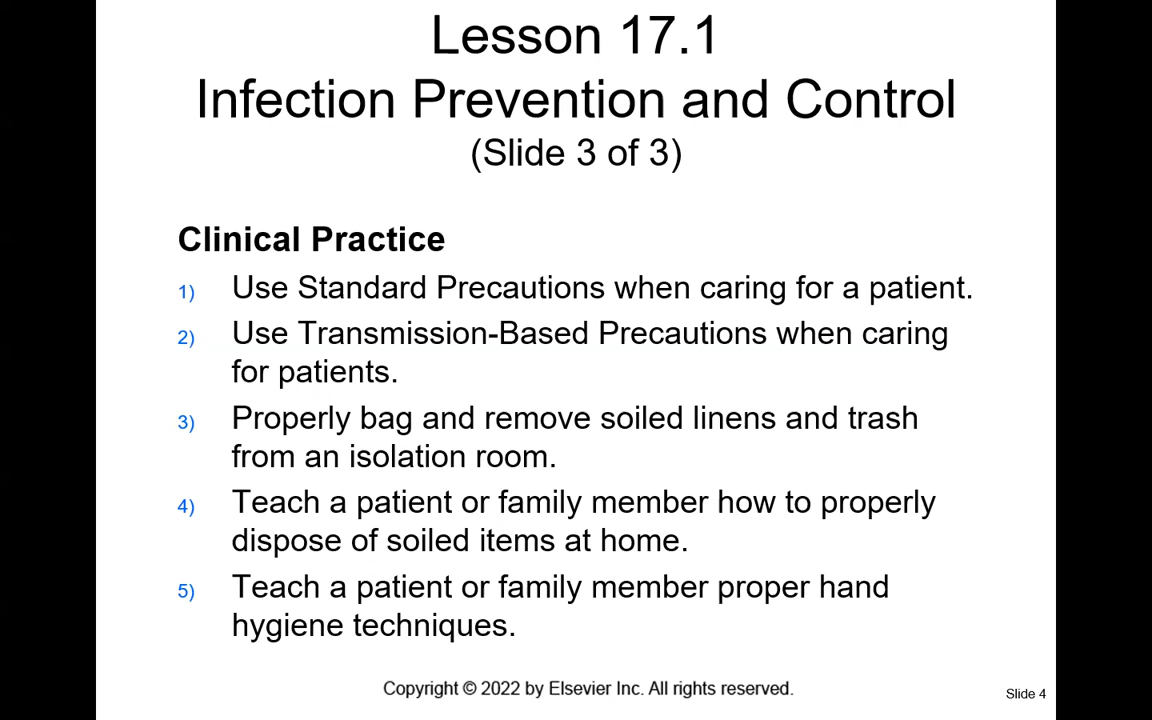 Lesson 17.1
Infection Prevention and Control
(Slide 3 of 3)
Clinical Practice
1) Use Standard Precautions when caring for a patient.
2) Use Transmission-Based Precautions when caring
for patients.
3) Properly bag and remove soiled linens and trash
from an isolation room.
4) Teach a patient or family member how to properly
dispose of soiled items at home.
5) Teach a patient or family member proper hand
hygiene techniques.
Copyright © 2022 by Elsevier Inc. All rights reserved.
Slide 4